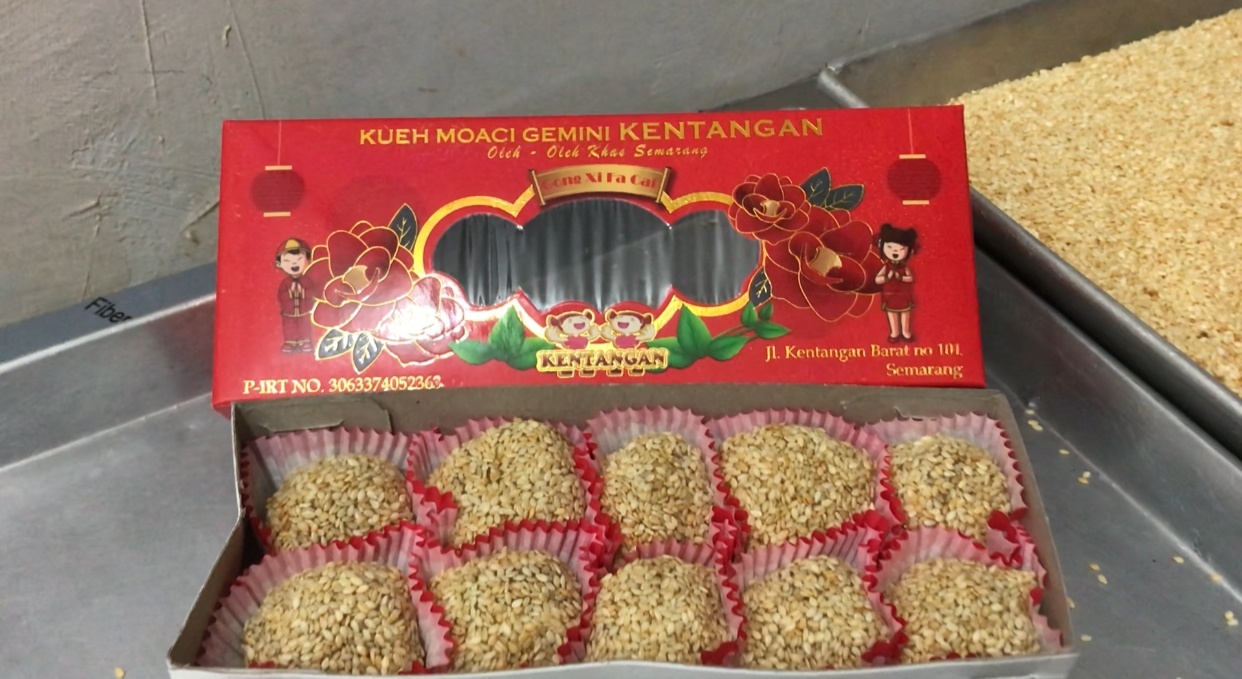 KUEH MOACI GEMINI KENTANGAN
Oleh - Oleh Khas Semarang
Gong Xi Fa Cai
KENTANGAN
Jl. Kentangan Barat no 101.
Semarang
P-IRT NO. 3063374052362
Fiber